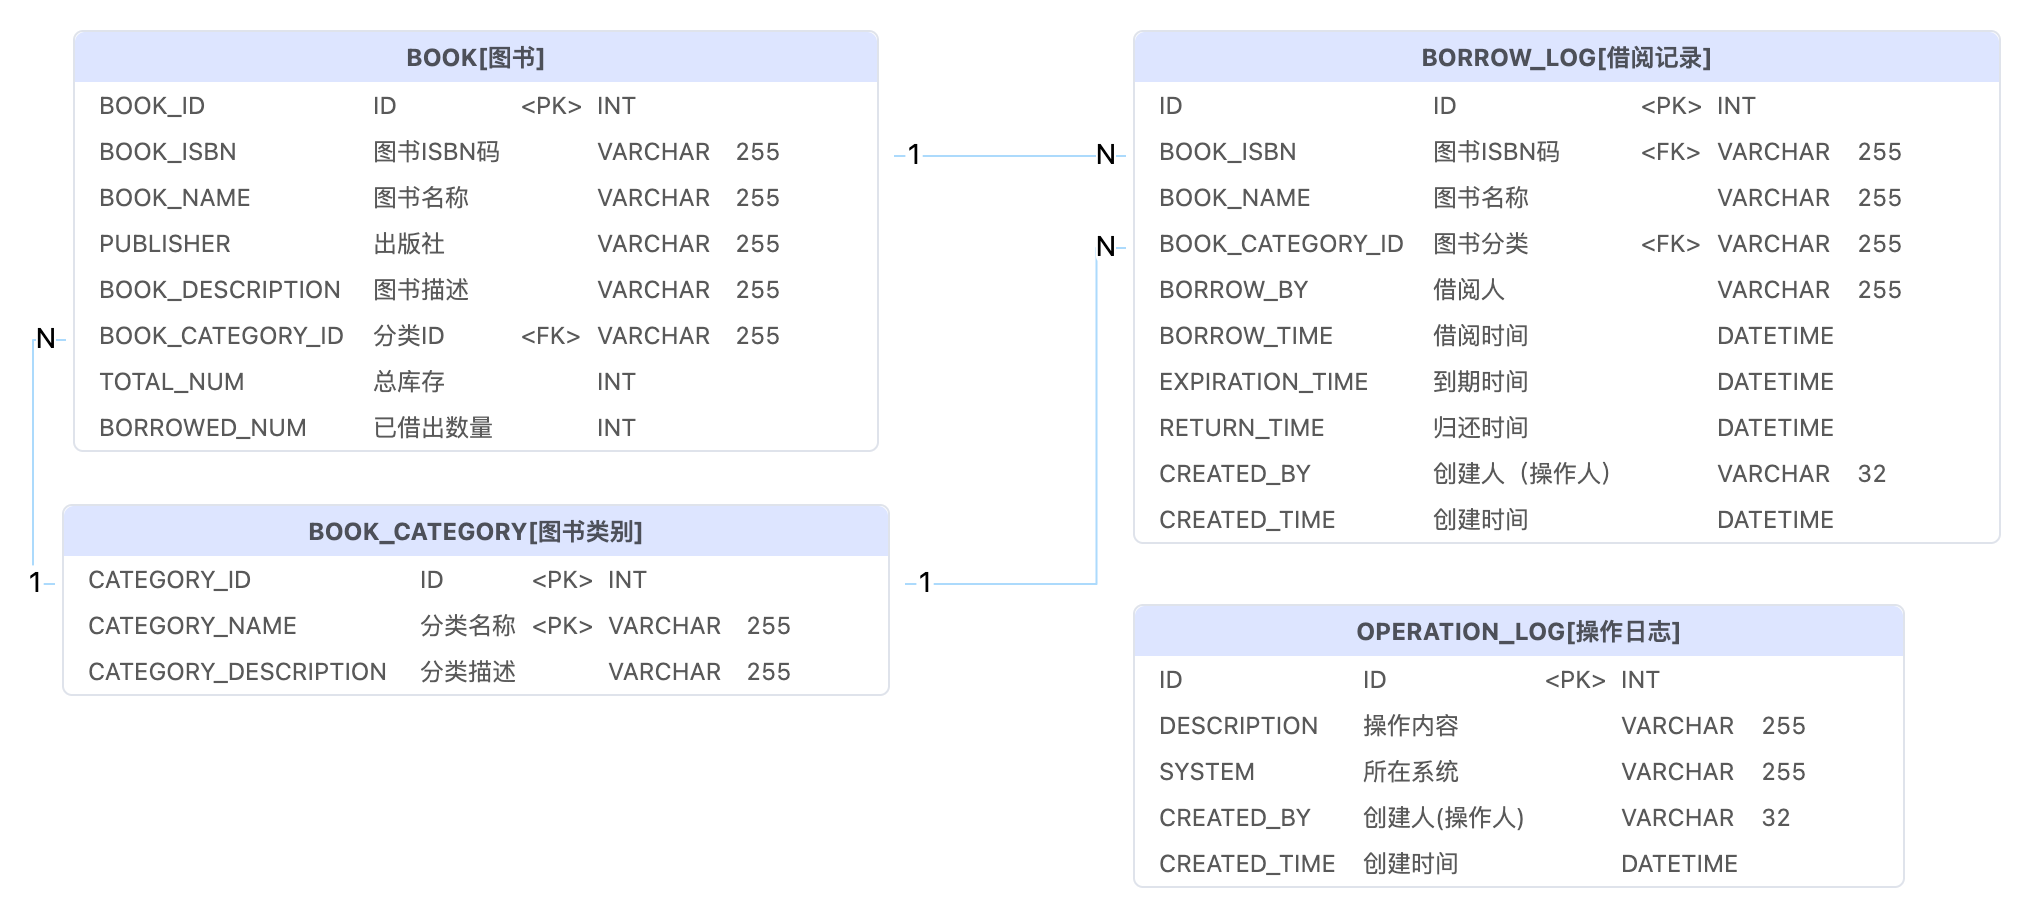 BOOK[图书]
BOOK_ID ID <PK> INT
BOOK_ISBN 图书ISBN码 VARCHAR 255
BOOK_NAME 图书名称 VARCHAR 255
PUBLISHER 出版社 VARCHAR 255
BOOK_DESCRIPTION 图书描述 VARCHAR 255
BOOK_CATEGORY_ID 分类ID <FK> VARCHAR 255
TOTAL_NUM 总库存 INT
BORROWED_NUM 已借出数量 INT
1
N
N
N
1
1
BOOK_CATEGORY[图书类别]
CATEGORY_ID ID <PK> INT
CATEGORY_NAME 分类名称 <PK> VARCHAR 255
CATEGORY_DESCRIPTION 分类描述 VARCHAR 255
BORROW_LOG[借阅记录]
ID ID <PK> INT
BOOK_ISBN 图书ISBN码 <FK> VARCHAR 255
BOOK_NAME 图书名称 VARCHAR 255
BOOK_CATEGORY_ID 图书分类 <FK> VARCHAR 255
BORROW_BY 借阅人 VARCHAR 255
BORROW_TIME 借阅时间 DATETIME
EXPIRATION_TIME 到期时间 DATETIME
RETURN_TIME 归还时间 DATETIME
CREATED_BY 创建人（操作人） VARCHAR 32
CREATED_TIME 创建时间 DATETIME
OPERATION_LOG[操作日志]
ID ID <PK> INT
DESCRIPTION 操作内容 VARCHAR 255
SYSTEM 所在系统 VARCHAR 255
CREATED_BY 创建人(操作人) VARCHAR 32
CREATED_TIME 创建时间 DATETIME